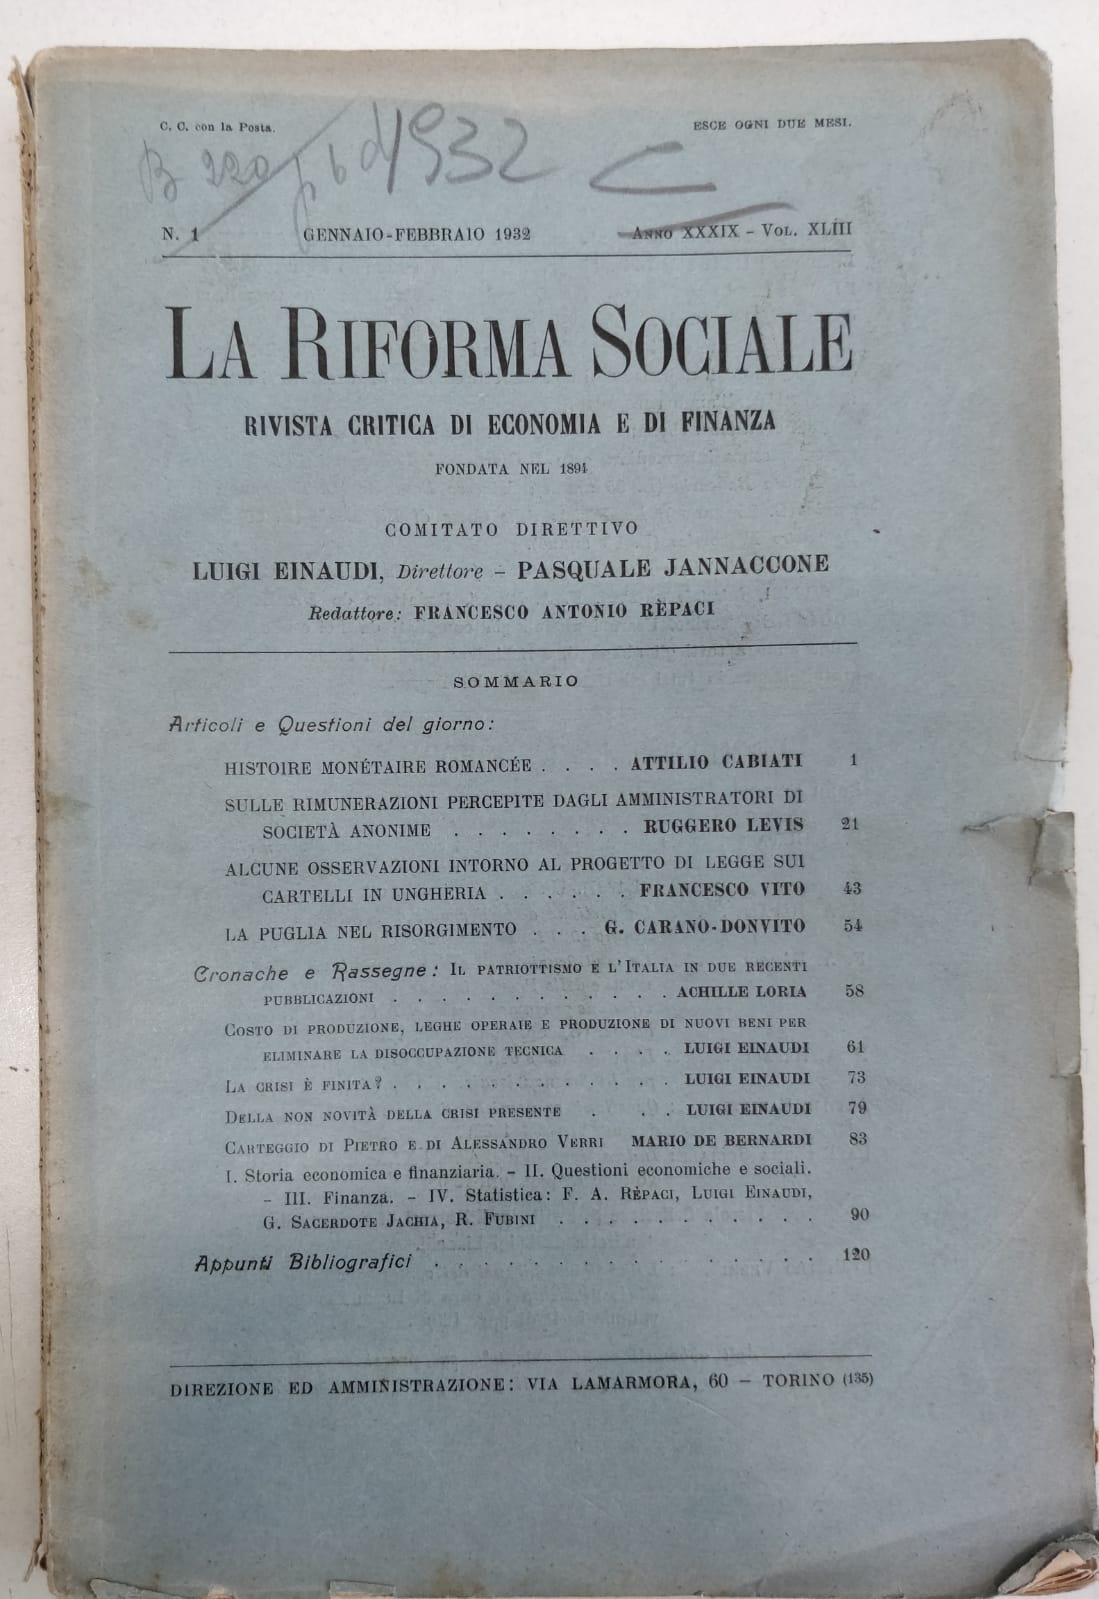 C. C. con la Posta.
ESCE OGNI DUE MESI.
B 220
1932
N. 1
GENNAIO-FEBBRAIO 1932
ANNO XXXIX - VOL. XLIII
LA RIFORMA SOCIALE
RIVISTA CRITICA DI ECONOMIA E DI FINANZA
FONDATA NEL 1894
COMITATO DIRETTIVO
LUIGI EINAUDI, Direttore - PASQUALE JANNACCONE
Redattore: FRANCESCO ANTONIO RÈPACI
SOMMARIO
Articoli e Questioni del giorno:
HISTOIRE MONÉTAIRE ROMANCÉE . . . . ATTILIO CABIATI 1
SULLE RIMUNERAZIONI PERCEPITE DAGLI AMMINISTRATORI DI
SOCIETÀ ANONIME . . . . . . . . RUGGERO LEVIS 21
ALCUNE OSSERVAZIONI INTORNO AL PROGETTO DI LEGGE SUI
CARTELLI IN UNGHERIA . . . . . . FRANCESCO VITO 43
LA PUGLIA NEL RISORGIMENTO . . . G. CARANO-DONVITO 54
Cronache e Rassegne: IL PATRIOTTISMO E L'ITALIA IN DUE RECENTI
PUBBLICAZIONI . . . . . . . . . . . . ACHILLE LORIA 58
COSTO DI PRODUZIONE, LEGHE OPERAIE E PRODUZIONE DI NUOVI BENI PER
ELIMINARE LA DISOCCUPAZIONE TECNICA . . . . LUIGI EINAUDI 61
LA CRISI È FINITA? . . . . . . . . . . . . LUIGI EINAUDI 73
DELLA NON NOVITÀ DELLA CRISI PRESENTE . . . LUIGI EINAUDI 79
CARTEGGIO DI PIETRO E DI ALESSANDRO VERRI MARIO DE BERNARDI 83
I. Storia economica e finanziaria. - II. Questioni economiche e sociali.
- III. Finanza. - IV. Statistica: F. A. RÈPACI, LUIGI EINAUDI,
G. SACERDOTE JACHIA, R. FUBINI . . . . . . . . . . . 90
Appunti Bibliografici . . . . . . . . . . . . . . . . 120
DIREZIONE ED AMMINISTRAZIONE: VIA LAMARMORA, 60 - TORINO (135)